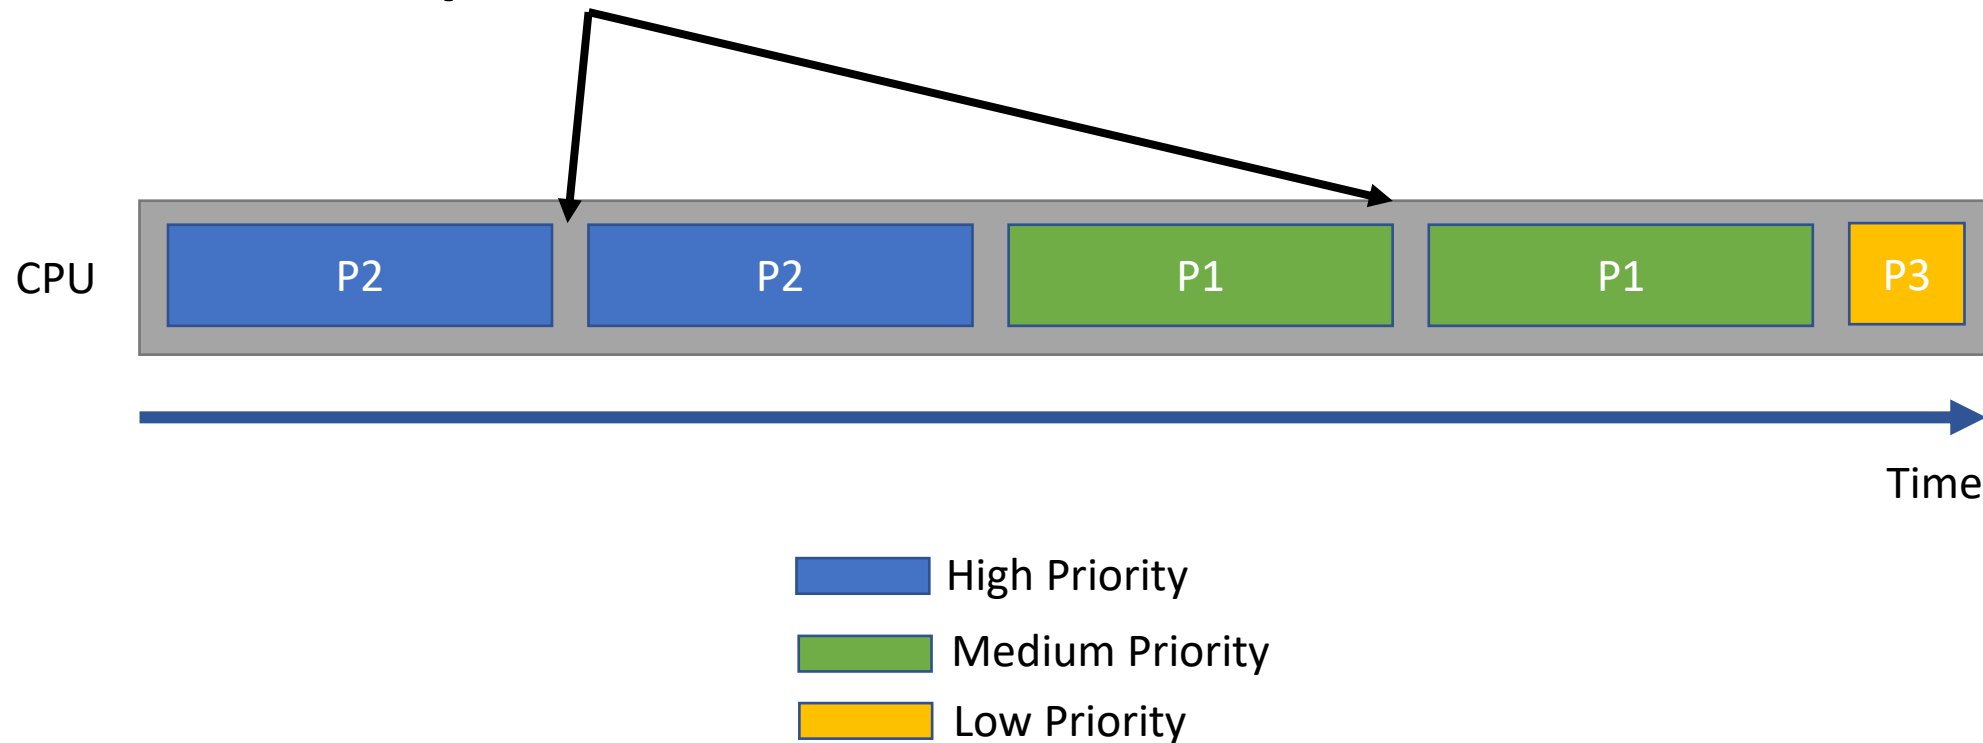 CPU
P2
P2
P1
P1
P3
Time
High Priority
Medium Priority
Low Priority